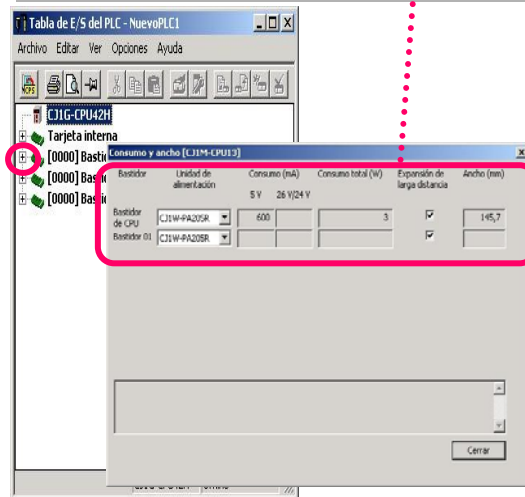 Tabla de E/S del PLC - NuevoPLC1
Archivo Editar Ver Opciones Ayuda
CJ1G-CPU42H
Tarjeta interna
[0000] Bastid
[0000] Bastid
[0000] Bastid
Consumo y ancho [CJ1M-CPU13]
Bastidor Unidad de alimentación Consumo (mA) Consumo total (W) Expansión de larga distancia Ancho (mm)
5 V 26 V/24 V
Bastidor de CPU CJ1W-PA205R 600 3 145,7
Bastidor 01 CJ1W-PA205R
Cerrar